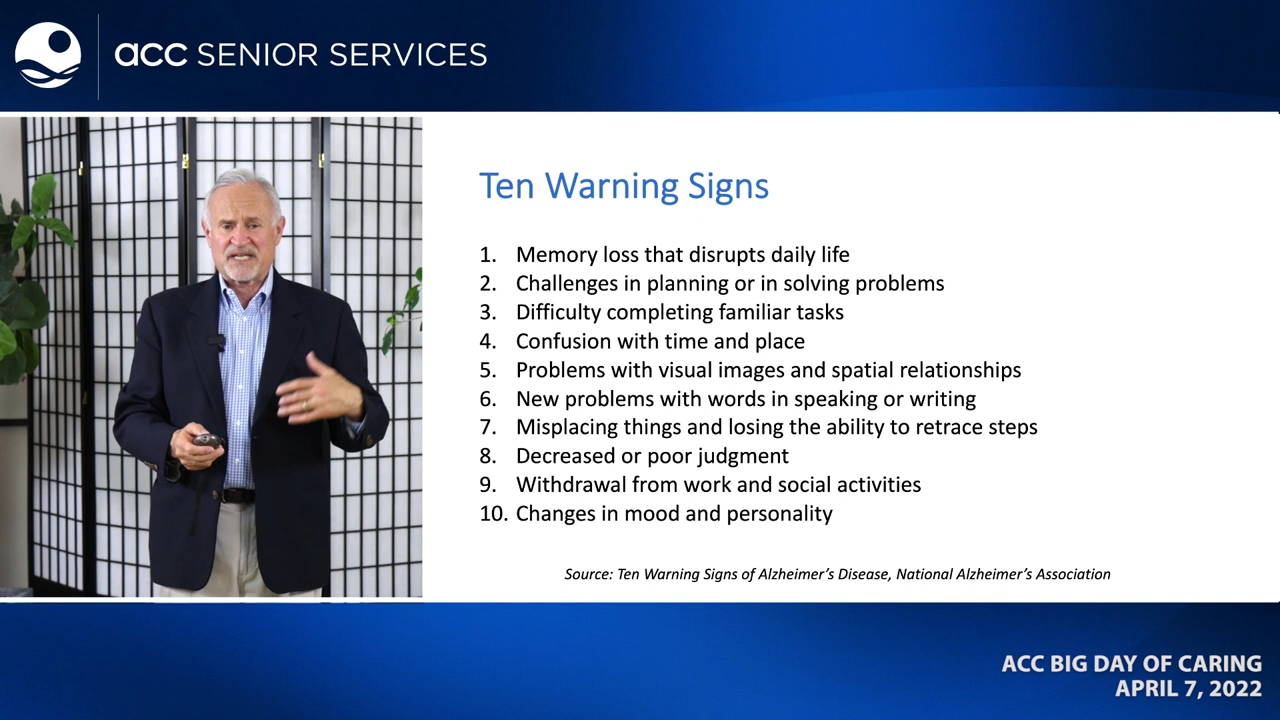 acc SENIOR SERVICES
Ten Warning Signs
1. Memory loss that disrupts daily life
2. Challenges in planning or in solving problems
3. Difficulty completing familiar tasks
4. Confusion with time and place
5. Problems with visual images and spatial relationships
6. New problems with words in speaking or writing
7. Misplacing things and losing the ability to retrace steps
8. Decreased or poor judgment
9. Withdrawal from work and social activities
10. Changes in mood and personality
Source: Ten Warning Signs of Alzheimer’s Disease, National Alzheimer’s Association
ACC BIG DAY OF CARING
APRIL 7, 2022